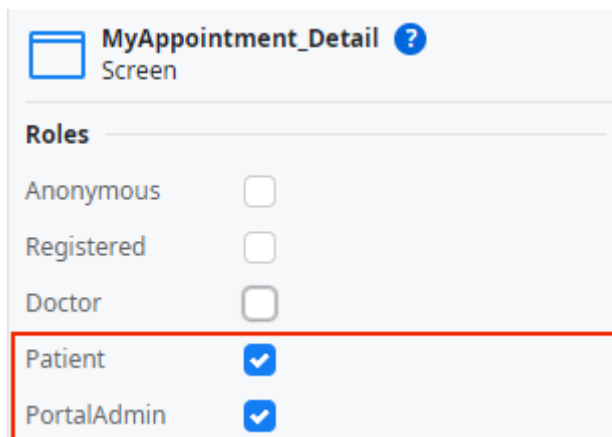 MyAppointment_Detail ?
Screen
Roles
Anonymous
Registered
Doctor
Patient
PortalAdmin